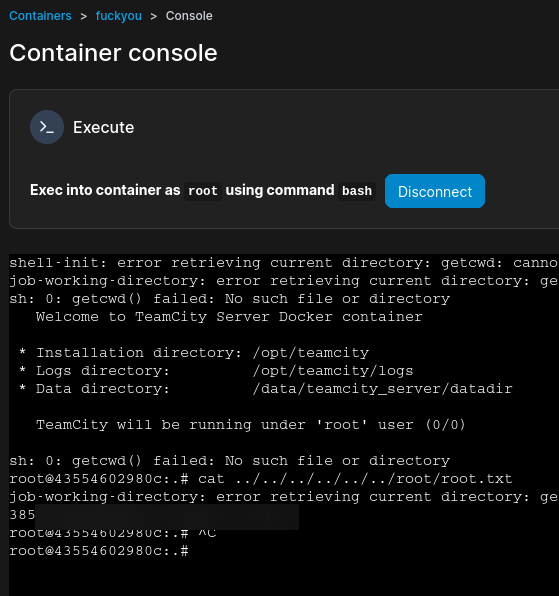 Containers > fuckyou > Console
Container console
>_ Execute
Exec into container as root using command bash Disconnect
shell-init: error retrieving current directory: getcwd: canno
job-working-directory: error retrieving current directory: ge
sh: 0: getcwd() failed: No such file or directory
Welcome to TeamCity Server Docker container
* Installation directory: /opt/teamcity
* Logs directory: /opt/teamcity/logs
* Data directory: /data/teamcity_server/datadir
TeamCity will be running under 'root' user (0/0)
sh: 0: getcwd() failed: No such file or directory
root@43554602980c:.# cat ../../../../../../root/root.txt
job-working-directory: error retrieving current directory: ge
385
root@43554602980c:.# ^C
root@43554602980c:.#